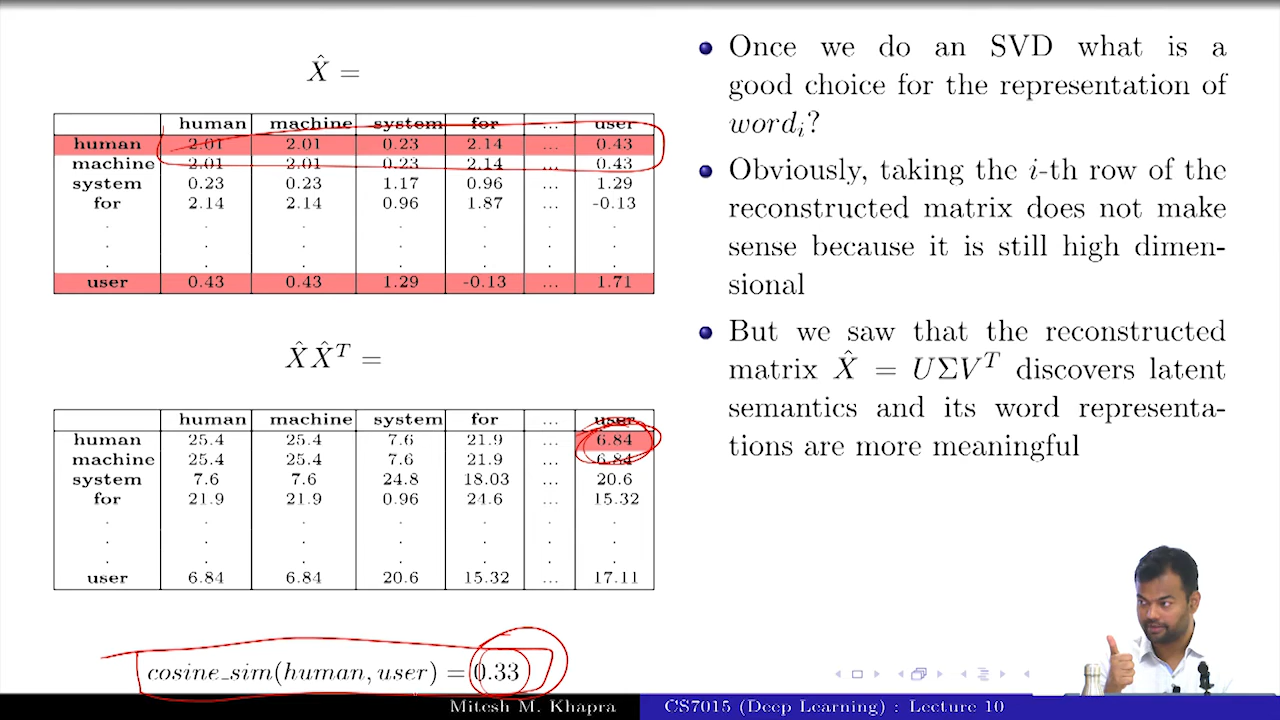 X̂ =
human machine system for ... user
human 2.01 2.01 0.23 2.14 ... 0.43
machine 2.01 2.01 0.23 2.14 ... 0.43
system 0.23 0.23 1.17 0.96 ... 1.29
for 2.14 2.14 0.96 1.87 ... -0.13
. . . . . .
. . . . . .
. . . . . .
user 0.43 0.43 1.29 -0.13 ... 1.71
X̂X̂ᵀ =
human machine system for ... user
human 25.4 25.4 7.6 21.9 ... 6.84
machine 25.4 25.4 7.6 21.9 ... 6.84
system 7.6 7.6 24.8 18.03 ... 20.6
for 21.9 21.9 0.96 24.6 ... 15.32
. . . . . .
. . . . . .
. . . . . .
user 6.84 6.84 20.6 15.32 ... 17.11
cosine_sim(human, user) = 0.33
• Once we do an SVD what is a
good choice for the representation of
wordᵢ?
• Obviously, taking the i-th row of the
reconstructed matrix does not make
sense because it is still high dimen-
sional
• But we saw that the reconstructed
matrix X̂ = UΣVᵀ discovers latent
semantics and its word representa-
tions are more meaningful
Mitesh M. Khapra
CS7015 (Deep Learning) : Lecture 10